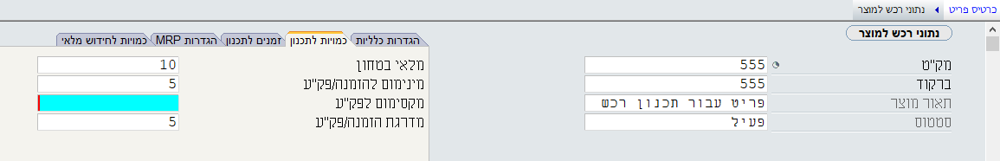 כרטיס פריט נתוני רכש למוצר
נתוני רכש למוצר
הגדרות כלליות כמויות לתכנון זמנים לתכנון הגדרות MRP כמויות לחידוש מלאי
מק"ט 555
ברקוד 555
תאור מוצר פריט עבור תכנון רכש
סטטוס פעיל
מלאי בטחון 10
מינימום להזמנה/פק"ע 5
מקסימום לפק"ע
מדרגת הזמנה/פק"ע 5